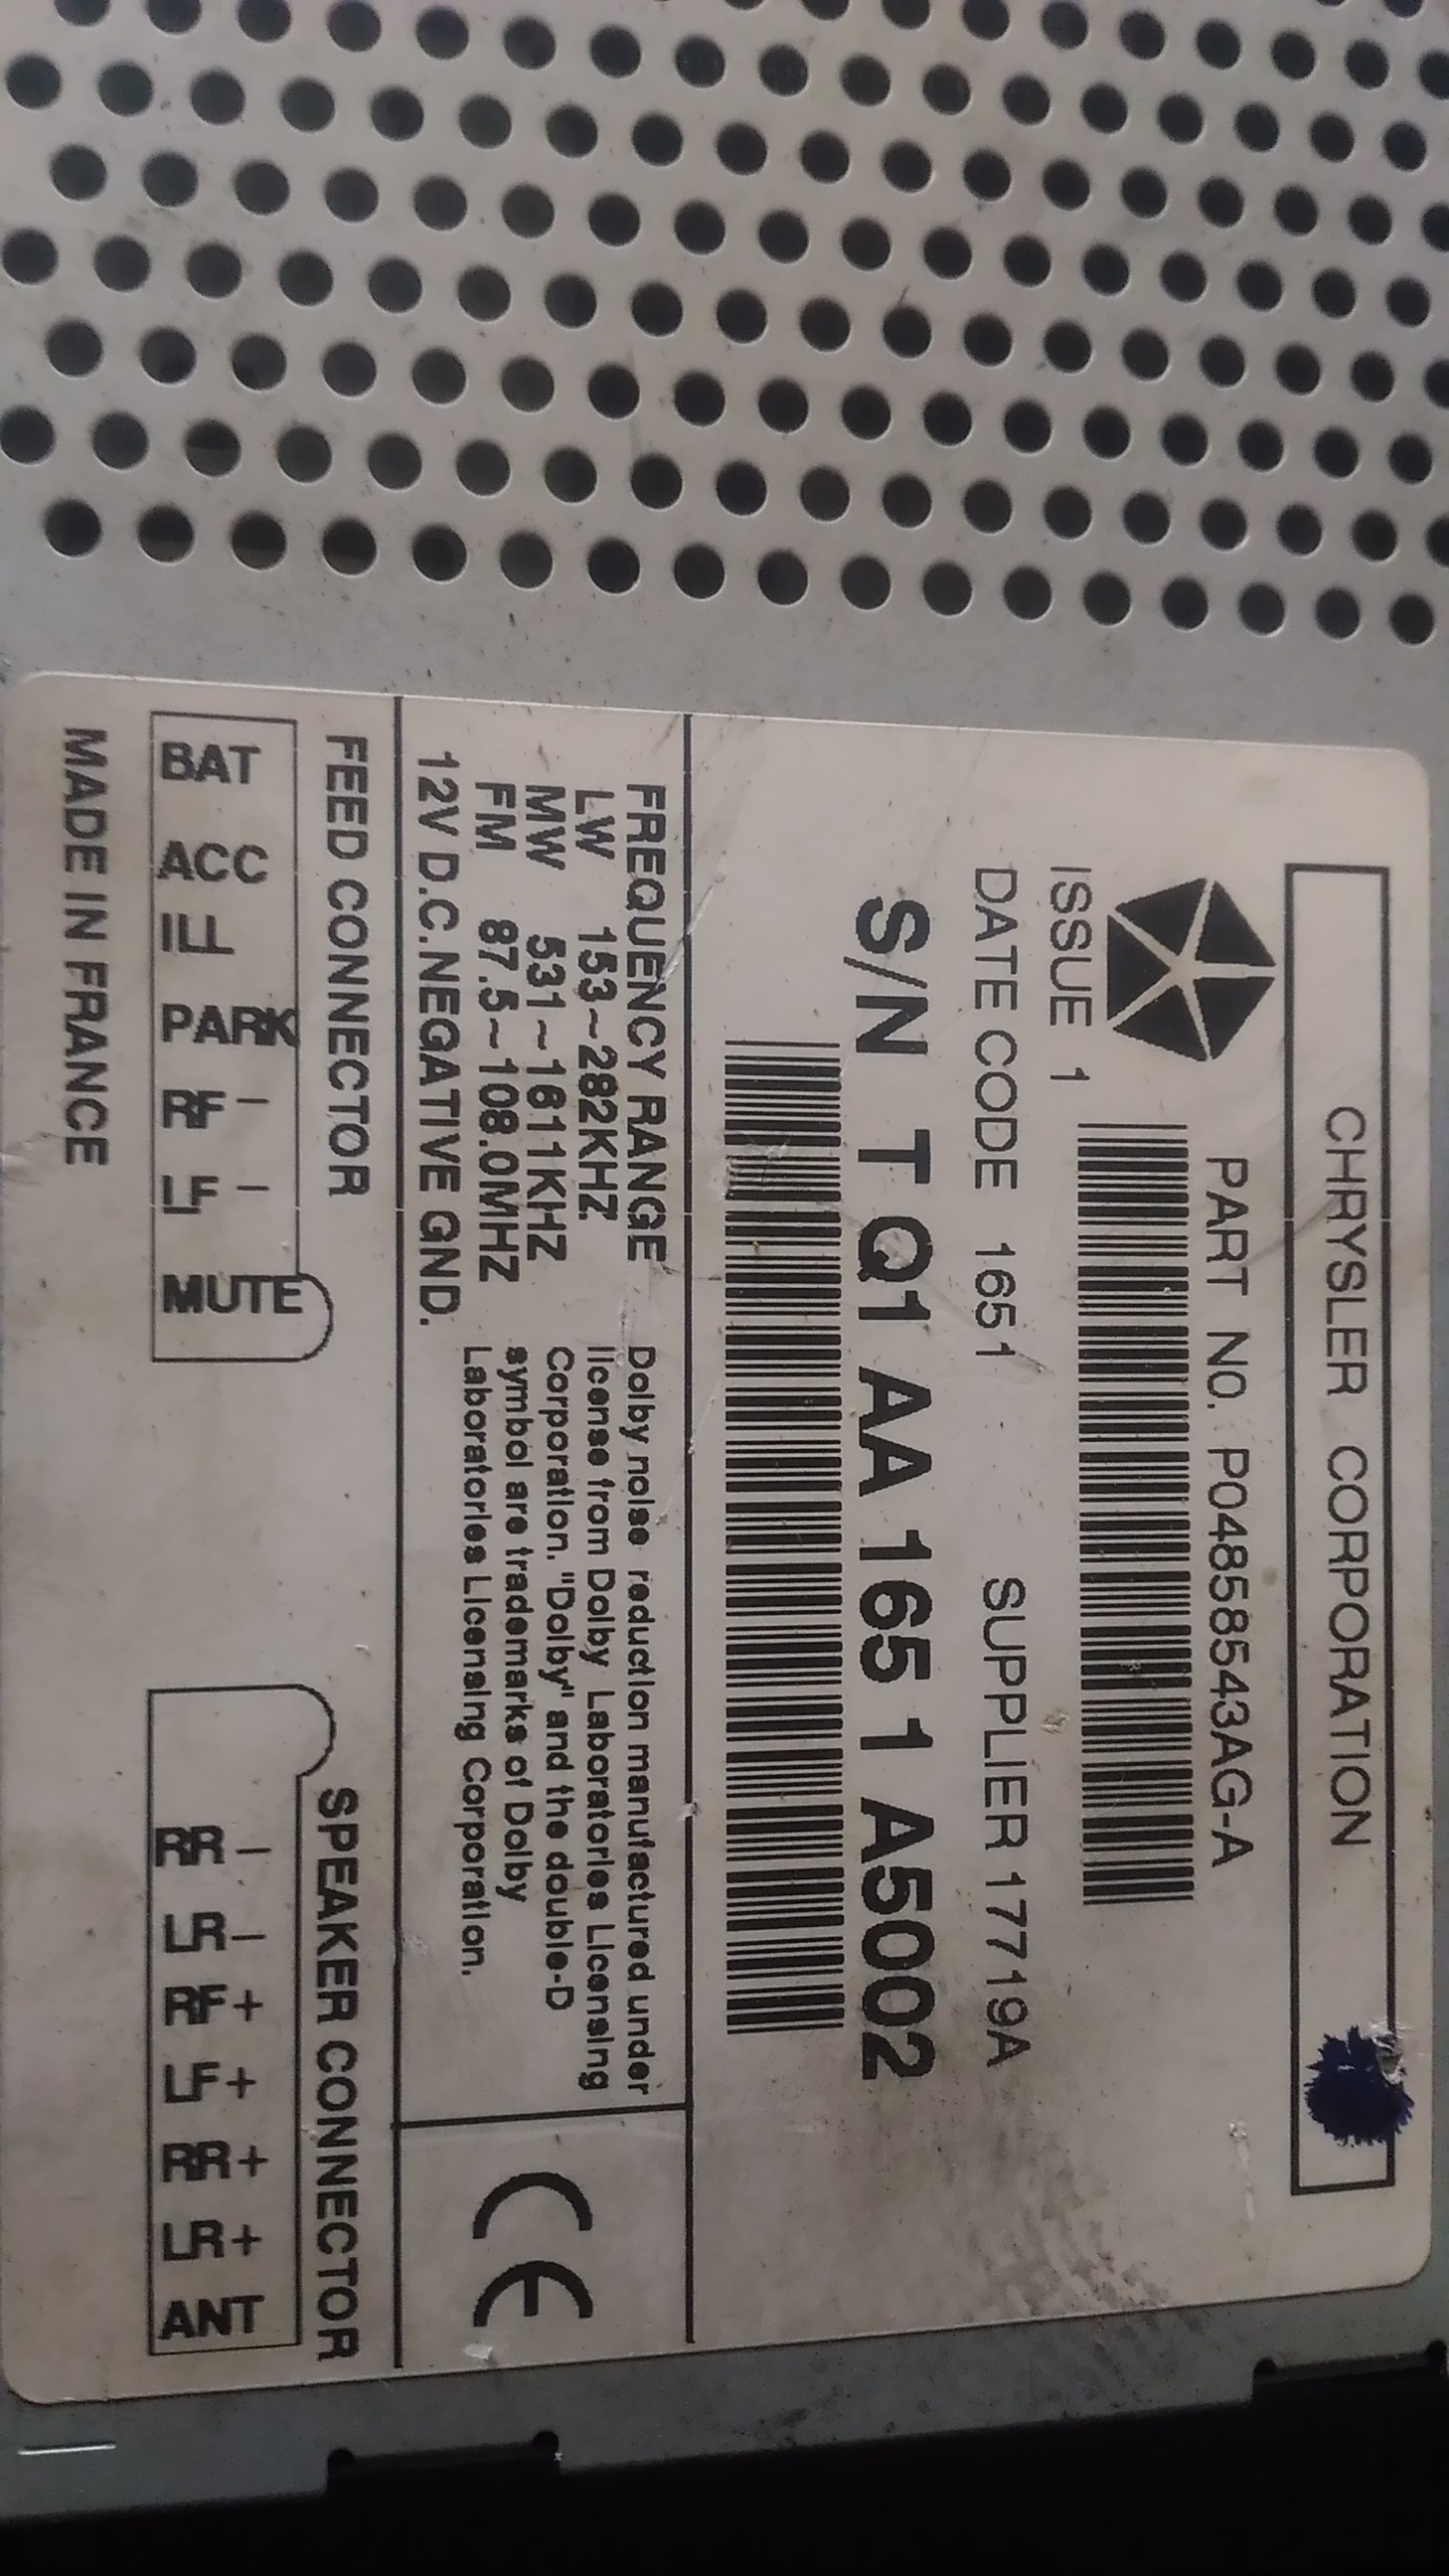 CHRYSLER CORPORATION
PART NO. P04858543AG-A
ISSUE 1
DATE CODE 1651 SUPPLIER 17719A
S/N T Q1 AA 165 1 A5002
FREQUENCY RANGE
LW 153~282KHZ
MW 531~1611KHZ
FM 87.5~108.0MHZ
12V D.C.NEGATIVE GND.
Dolby noise reduction manufactured under
license from Dolby Laboratories Licensing
Corporation. "Dolby" and the double-D
symbol are trademarks of Dolby
Laboratories Licensing Corporation.
CE
FEED CONNECTOR
BAT ACC ILL PARK RF - LF - MUTE
SPEAKER CONNECTOR
RR - LR - RF + LF + RR + LR + ANT
MADE IN FRANCE